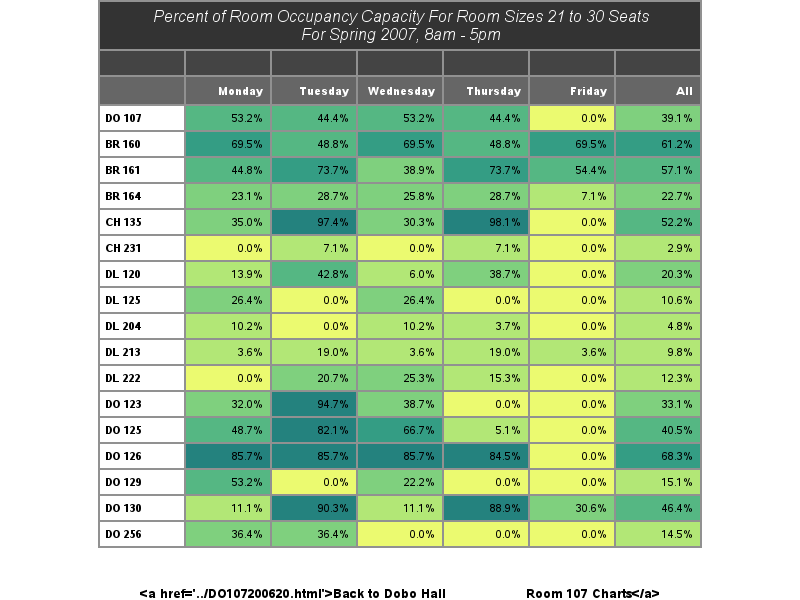 Percent of Room Occupancy Capacity For Room Sizes 21 to 30 Seats
For Spring 2007, 8am - 5pm
Monday Tuesday Wednesday Thursday Friday All
DO 107 53.2% 44.4% 53.2% 44.4% 0.0% 39.1%
BR 160 69.5% 48.8% 69.5% 48.8% 69.5% 61.2%
BR 161 44.8% 73.7% 38.9% 73.7% 54.4% 57.1%
BR 164 23.1% 28.7% 25.8% 28.7% 7.1% 22.7%
CH 135 35.0% 97.4% 30.3% 98.1% 0.0% 52.2%
CH 231 0.0% 7.1% 0.0% 7.1% 0.0% 2.9%
DL 120 13.9% 42.8% 6.0% 38.7% 0.0% 20.3%
DL 125 26.4% 0.0% 26.4% 0.0% 0.0% 10.6%
DL 204 10.2% 0.0% 10.2% 3.7% 0.0% 4.8%
DL 213 3.6% 19.0% 3.6% 19.0% 3.6% 9.8%
DL 222 0.0% 20.7% 25.3% 15.3% 0.0% 12.3%
DO 123 32.0% 94.7% 38.7% 0.0% 0.0% 33.1%
DO 125 48.7% 82.1% 66.7% 5.1% 0.0% 40.5%
DO 126 85.7% 85.7% 85.7% 84.5% 0.0% 68.3%
DO 129 53.2% 0.0% 22.2% 0.0% 0.0% 15.1%
DO 130 11.1% 90.3% 11.1% 88.9% 30.6% 46.4%
DO 256 36.4% 36.4% 0.0% 0.0% 0.0% 14.5%
<a href='../DO107200620.html'>Back to Dobo Hall Room 107 Charts</a>